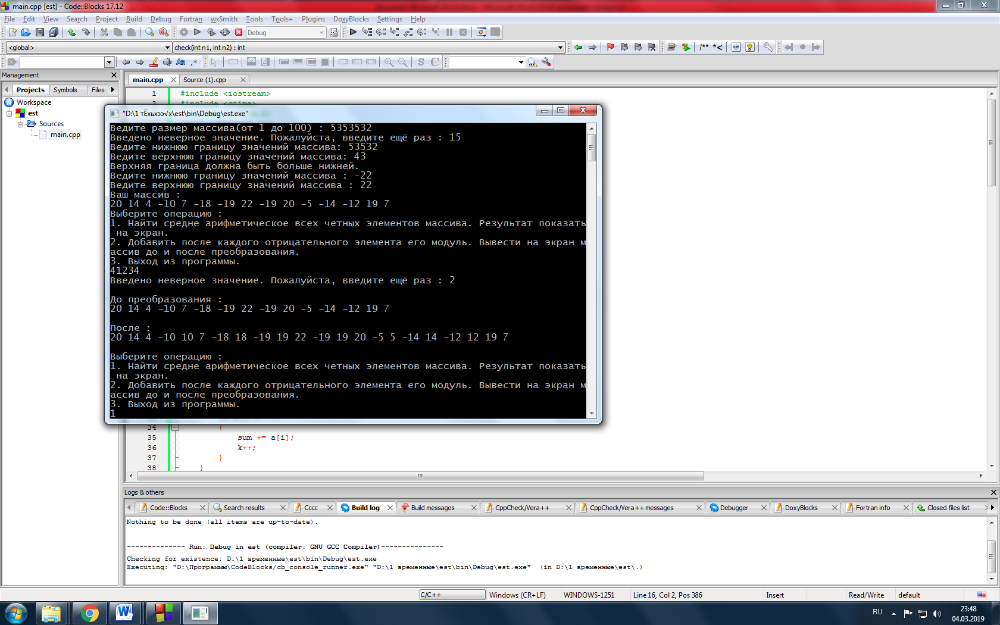 main.cpp [est] - Code::Blocks 17.12
File Edit View Search Project Build Debug Fortran wxSmith Tools Tools+ Plugins DoxyBlocks Settings Help
Debug
<global> check(int n1, int n2) : int
/** *<
Aa .* S C
Management
Projects Symbols Files
main.cpp Source (1).cpp
Workspace
est
Sources
main.cpp
1 #include <iostream>
#include <ctime>
"D:\1 тЁхьхээ√х\est\bin\Debug\est.exe"
Ведите размер массива(от 1 до 100) : 5353532
Введено неверное значение. Пожалуйста, введите ещё раз : 15
Ведите нижнюю границу значений массива: 53532
Ведите верхнюю границу значений массива: 43
Верхняя граница должна быть больше нижней.
Ведите нижнюю границу значений массива : -22
Ведите верхнюю границу значений массива : 22
Ваш массив :
20 14 4 -10 7 -18 -19 22 -19 20 -5 -14 -12 19 7
Выберите операцию :
1. Найти средне арифметическое всех четных элементов массива. Результат показать
на экран.
2. Добавить после каждого отрицательного элемента его модуль. Вывести на экран м
ассив до и после преобразования.
3. Выход из программы.
41234
Введено неверное значение. Пожалуйста, введите ещё раз : 2
До преобразования :
20 14 4 -10 7 -18 -19 22 -19 20 -5 -14 -12 19 7
После :
20 14 4 -10 10 7 -18 18 -19 19 22 -19 19 20 -5 5 -14 14 -12 12 19 7
Выберите операцию :
1. Найти средне арифметическое всех четных элементов массива. Результат показать
на экран.
2. Добавить после каждого отрицательного элемента его модуль. Вывести на экран м
ассив до и после преобразования.
3. Выход из программы.
1
34 {
35 sum += a[i];
36 k++;
37 }
38 }
Logs & others
Code::Blocks Search results Cccc Build log Build messages CppCheck/Vera++ CppCheck/Vera++ messages Debugger DoxyBlocks Fortran info Closed files list
Nothing to be done (all items are up-to-date).
-------------- Run: Debug in est (compiler: GNU GCC Compiler)---------------
Checking for existence: D:\1 временные\est\bin\Debug\est.exe
Executing: "D:\Программы\CodeBlocks/cb_console_runner.exe" "D:\1 временные\est\bin\Debug\est.exe" (in D:\1 временные\est\.)
C/C++ Windows (CR+LF) WINDOWS-1251 Line 16, Col 2, Pos 386 Insert Read/Write default
RU
23:48
04.03.2019